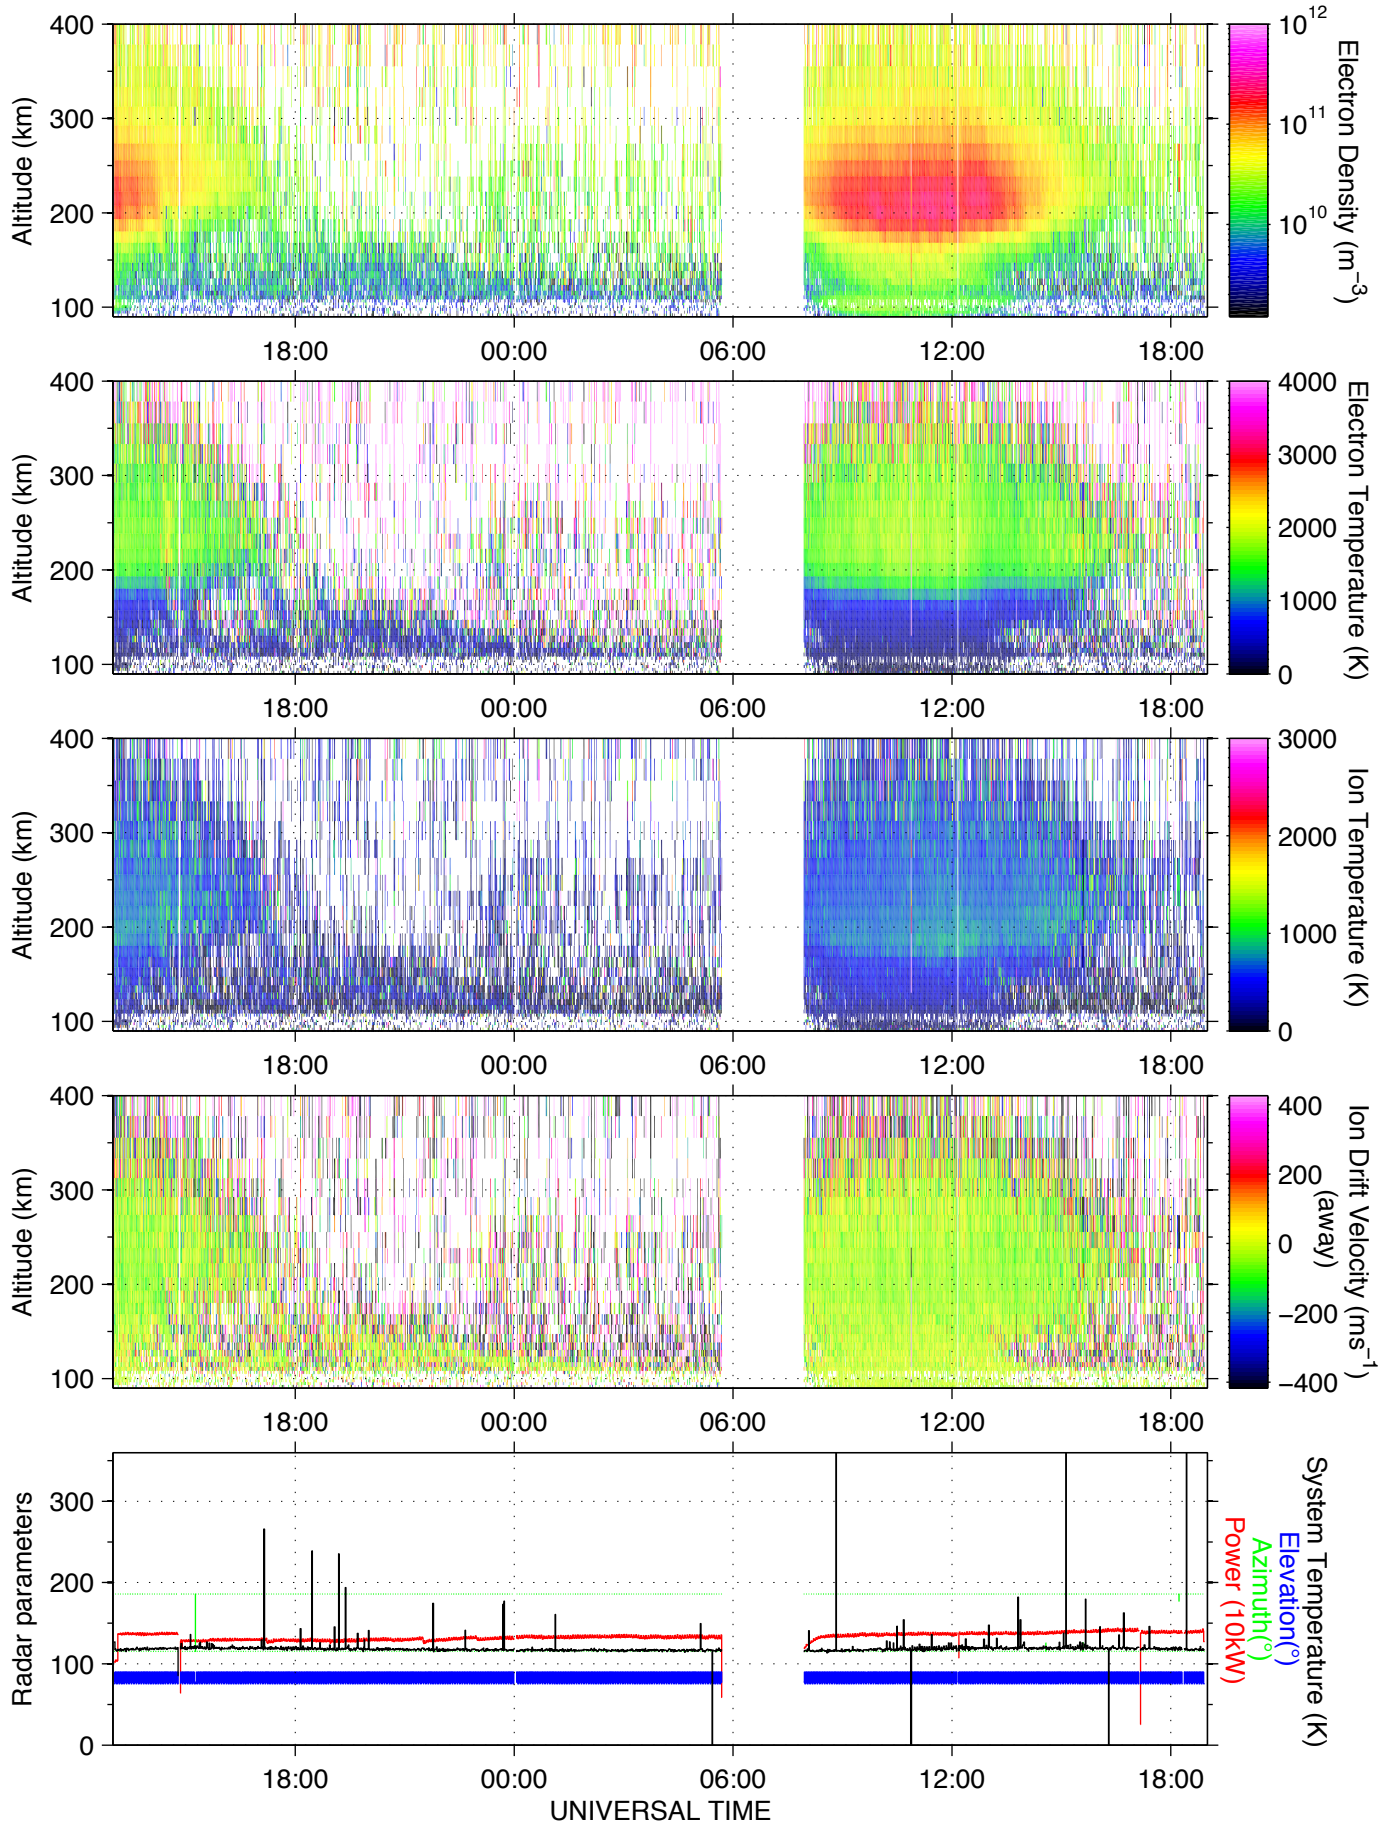 400
300
200
100
Altitude (km)
18:00 00:00 06:00 12:00 18:00
10^12
10^11
10^10
Electron Density (m^−3)
400
300
200
100
Altitude (km)
18:00 00:00 06:00 12:00 18:00
4000
3000
2000
1000
0
Electron Temperature (K)
400
300
200
100
Altitude (km)
18:00 00:00 06:00 12:00 18:00
3000
2000
1000
0
Ion Temperature (K)
400
300
200
100
Altitude (km)
18:00 00:00 06:00 12:00 18:00
400
200
0
−200
−400
Ion Drift Velocity (ms^−1)
(away)
300
200
100
0
Radar parameters
18:00 00:00 06:00 12:00 18:00
System Temperature (K)
Elevation(°)
Azimuth(°)
Power (10kW)
UNIVERSAL TIME